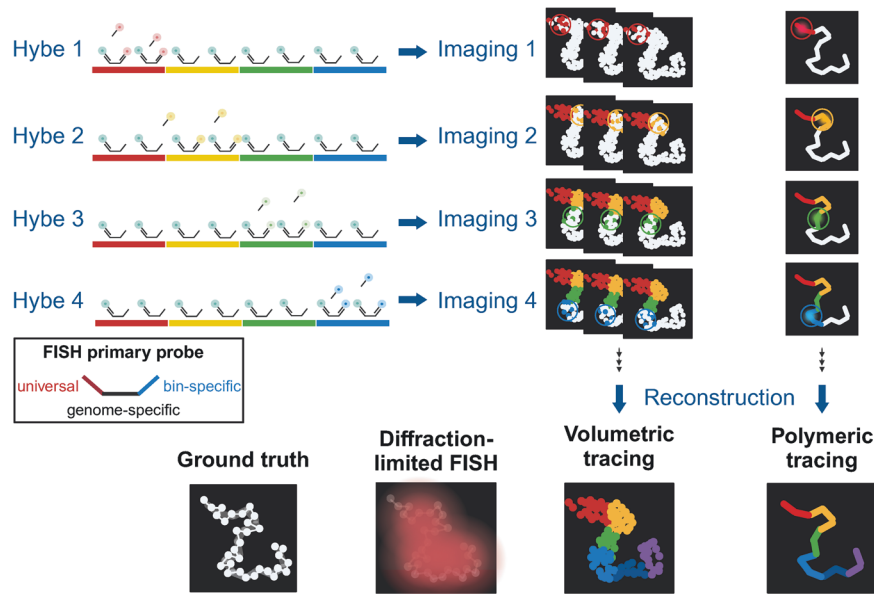 Hybe 1
Imaging 1
Hybe 2
Imaging 2
Hybe 3
Imaging 3
Hybe 4
Imaging 4
FISH primary probe
universal
bin-specific
genome-specific
Reconstruction
Ground truth
Diffraction-
limited FISH
Volumetric
tracing
Polymeric
tracing